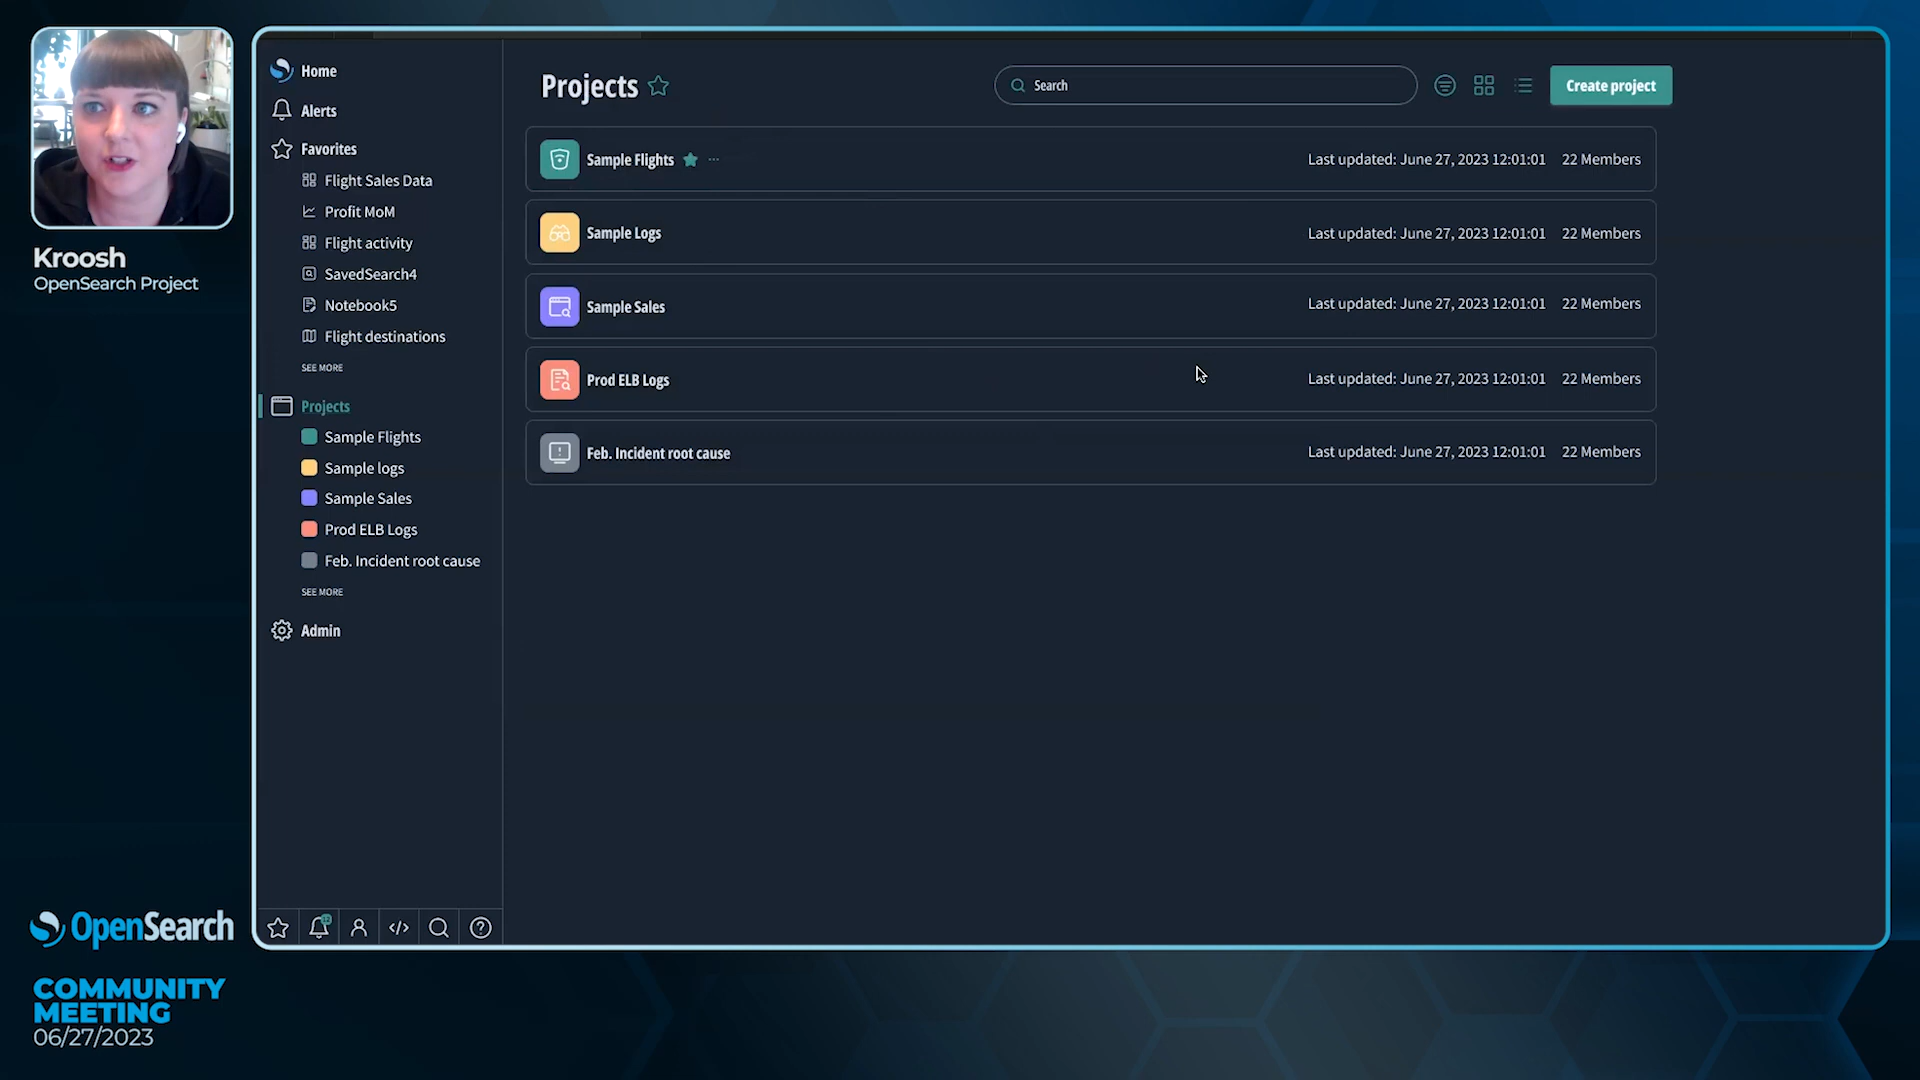 Kroosh
OpenSearch Project
Home
Alerts
Favorites
Flight Sales Data
Profit MoM
Flight activity
SavedSearch4
Notebook5
Flight destinations
SEE MORE
Projects
Sample Flights
Sample logs
Sample Sales
Prod ELB Logs
Feb. Incident root cause
SEE MORE
Admin
Projects
Search
Create project
Sample Flights ... Last updated: June 27, 2023 12:01:01 22 Members
Sample Logs Last updated: June 27, 2023 12:01:01 22 Members
Sample Sales Last updated: June 27, 2023 12:01:01 22 Members
Prod ELB Logs Last updated: June 27, 2023 12:01:01 22 Members
Feb. Incident root cause Last updated: June 27, 2023 12:01:01 22 Members
OpenSearch
COMMUNITY
MEETING
06/27/2023